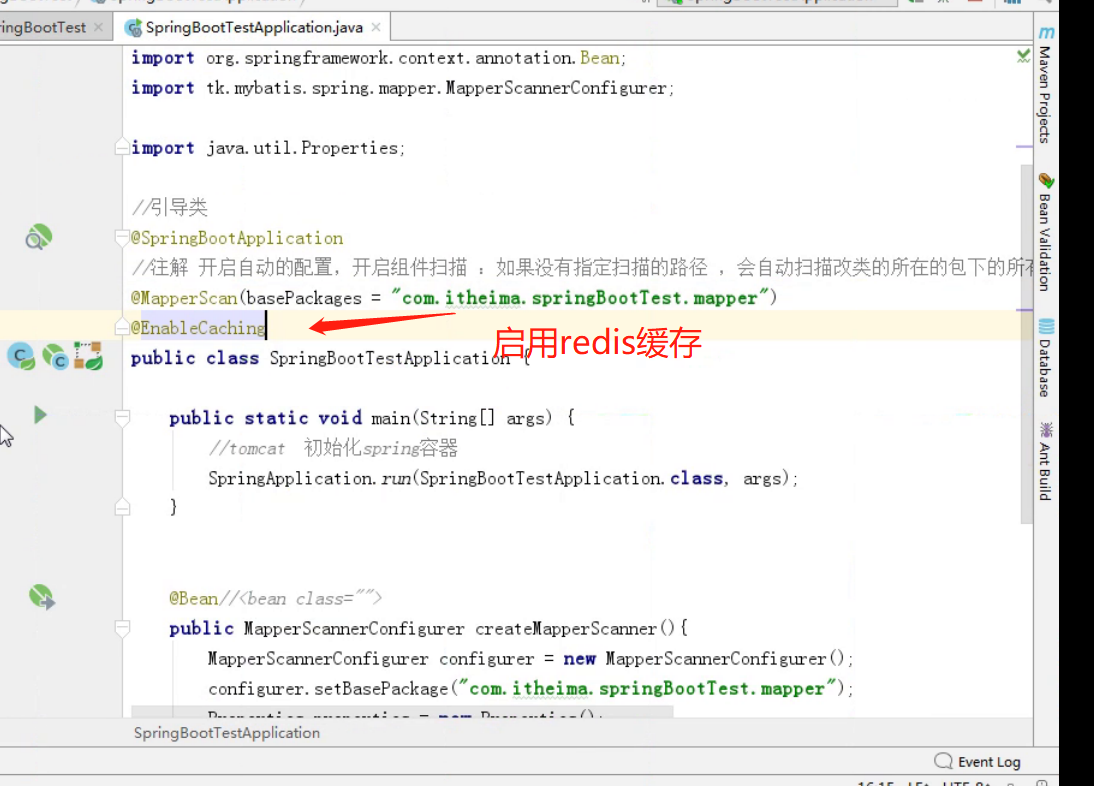 ingBootTest
SpringBootTestApplication.java
import org.springframework.context.annotation.Bean;
import tk.mybatis.spring.mapper.MapperScannerConfigurer;
import java.util.Properties;
//引导类
@SpringBootApplication
//注解 开启自动的配置，开启组件扫描 ：如果没有指定扫描的路径 ，会自动扫描改类的所在的包下的所有
@MapperScan(basePackages = "com.itheima.springBootTest.mapper")
@EnableCaching
启用redis缓存
public class SpringBootTestApplication {
public static void main(String[] args) {
//tomcat 初始化spring容器
SpringApplication.run(SpringBootTestApplication.class, args);
}
@Bean//<bean class="">
public MapperScannerConfigurer createMapperScanner(){
MapperScannerConfigurer configurer = new MapperScannerConfigurer();
configurer.setBasePackage("com.itheima.springBootTest.mapper");
Properties properties = new Properties();
SpringBootTestApplication
Maven Projects
Bean Validation
Database
Ant Build
Event Log